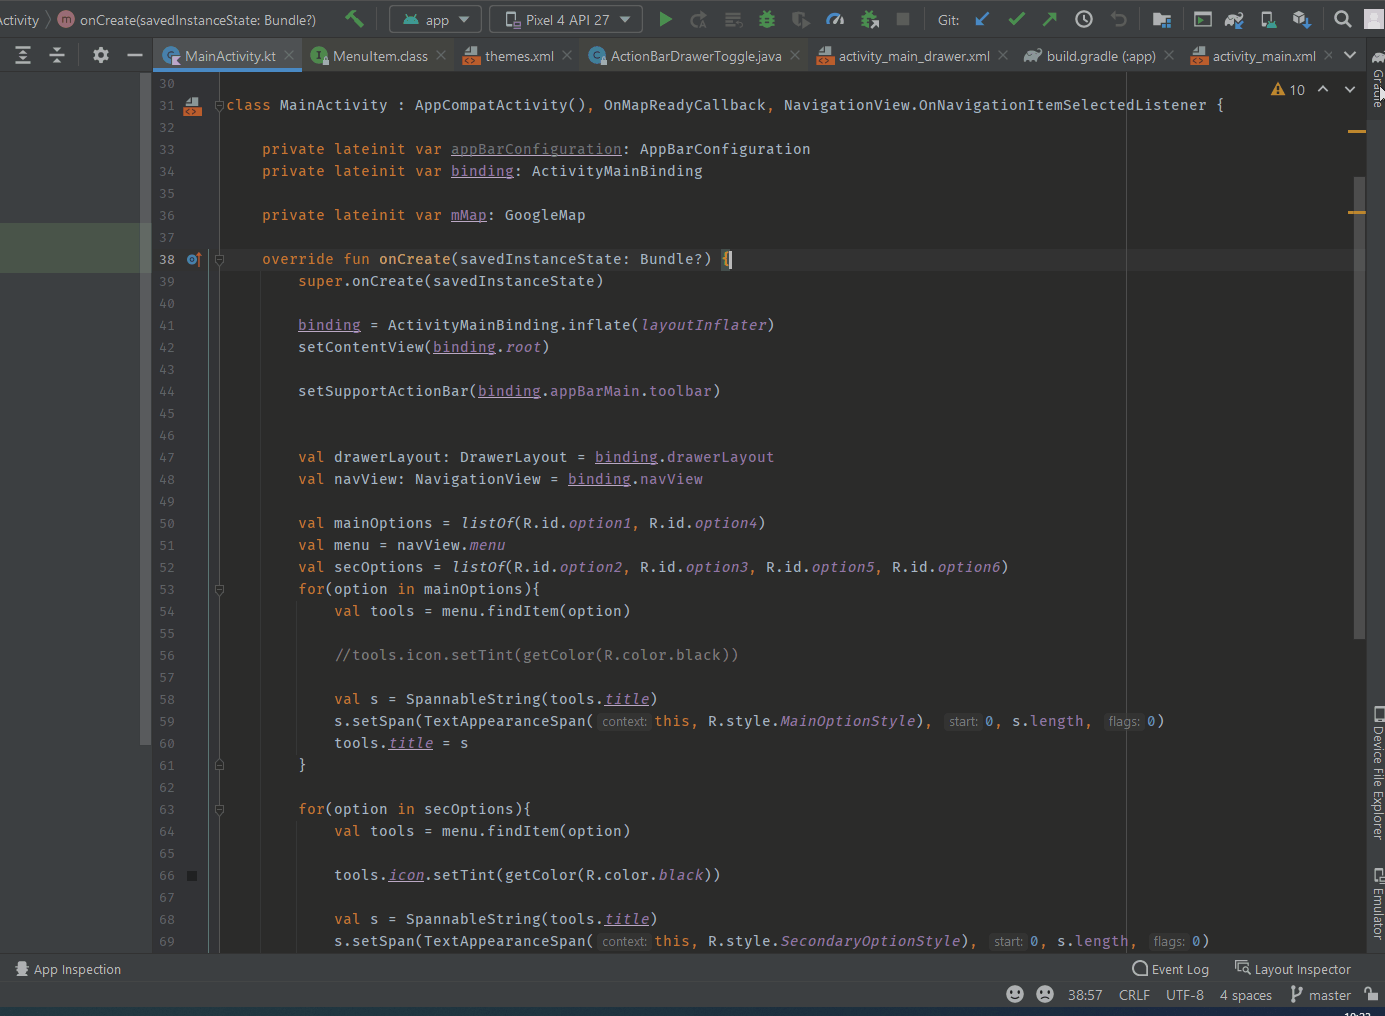 ctivity
onCreate(savedInstanceState: Bundle?)
app
Pixel 4 API 27
Git:
MainActivity.kt
MenuItem.class
themes.xml
ActionBarDrawerToggle.java
activity_main_drawer.xml
build.gradle (:app)
activity_main.xml
10
Gradle
30
31 class MainActivity : AppCompatActivity(), OnMapReadyCallback, NavigationView.OnNavigationItemSelectedListener {
32
33 private lateinit var appBarConfiguration: AppBarConfiguration
34 private lateinit var binding: ActivityMainBinding
35
36 private lateinit var mMap: GoogleMap
37
38 override fun onCreate(savedInstanceState: Bundle?) {
39 super.onCreate(savedInstanceState)
40
41 binding = ActivityMainBinding.inflate(layoutInflater)
42 setContentView(binding.root)
43
44 setSupportActionBar(binding.appBarMain.toolbar)
45
46
47 val drawerLayout: DrawerLayout = binding.drawerLayout
48 val navView: NavigationView = binding.navView
49
50 val mainOptions = listOf(R.id.option1, R.id.option4)
51 val menu = navView.menu
52 val secOptions = listOf(R.id.option2, R.id.option3, R.id.option5, R.id.option6)
53 for(option in mainOptions){
54 val tools = menu.findItem(option)
55
56 //tools.icon.setTint(getColor(R.color.black))
57
58 val s = SpannableString(tools.title)
59 s.setSpan(TextAppearanceSpan( context: this, R.style.MainOptionStyle), start: 0, s.length, flags: 0)
60 tools.title = s
61 }
62
63 for(option in secOptions){
64 val tools = menu.findItem(option)
65
66 tools.icon.setTint(getColor(R.color.black))
67
68 val s = SpannableString(tools.title)
69 s.setSpan(TextAppearanceSpan( context: this, R.style.SecondaryOptionStyle), start: 0, s.length, flags: 0)
Device File Explorer
Emulator
App Inspection
Event Log
Layout Inspector
38:57
CRLF
UTF-8
4 spaces
master